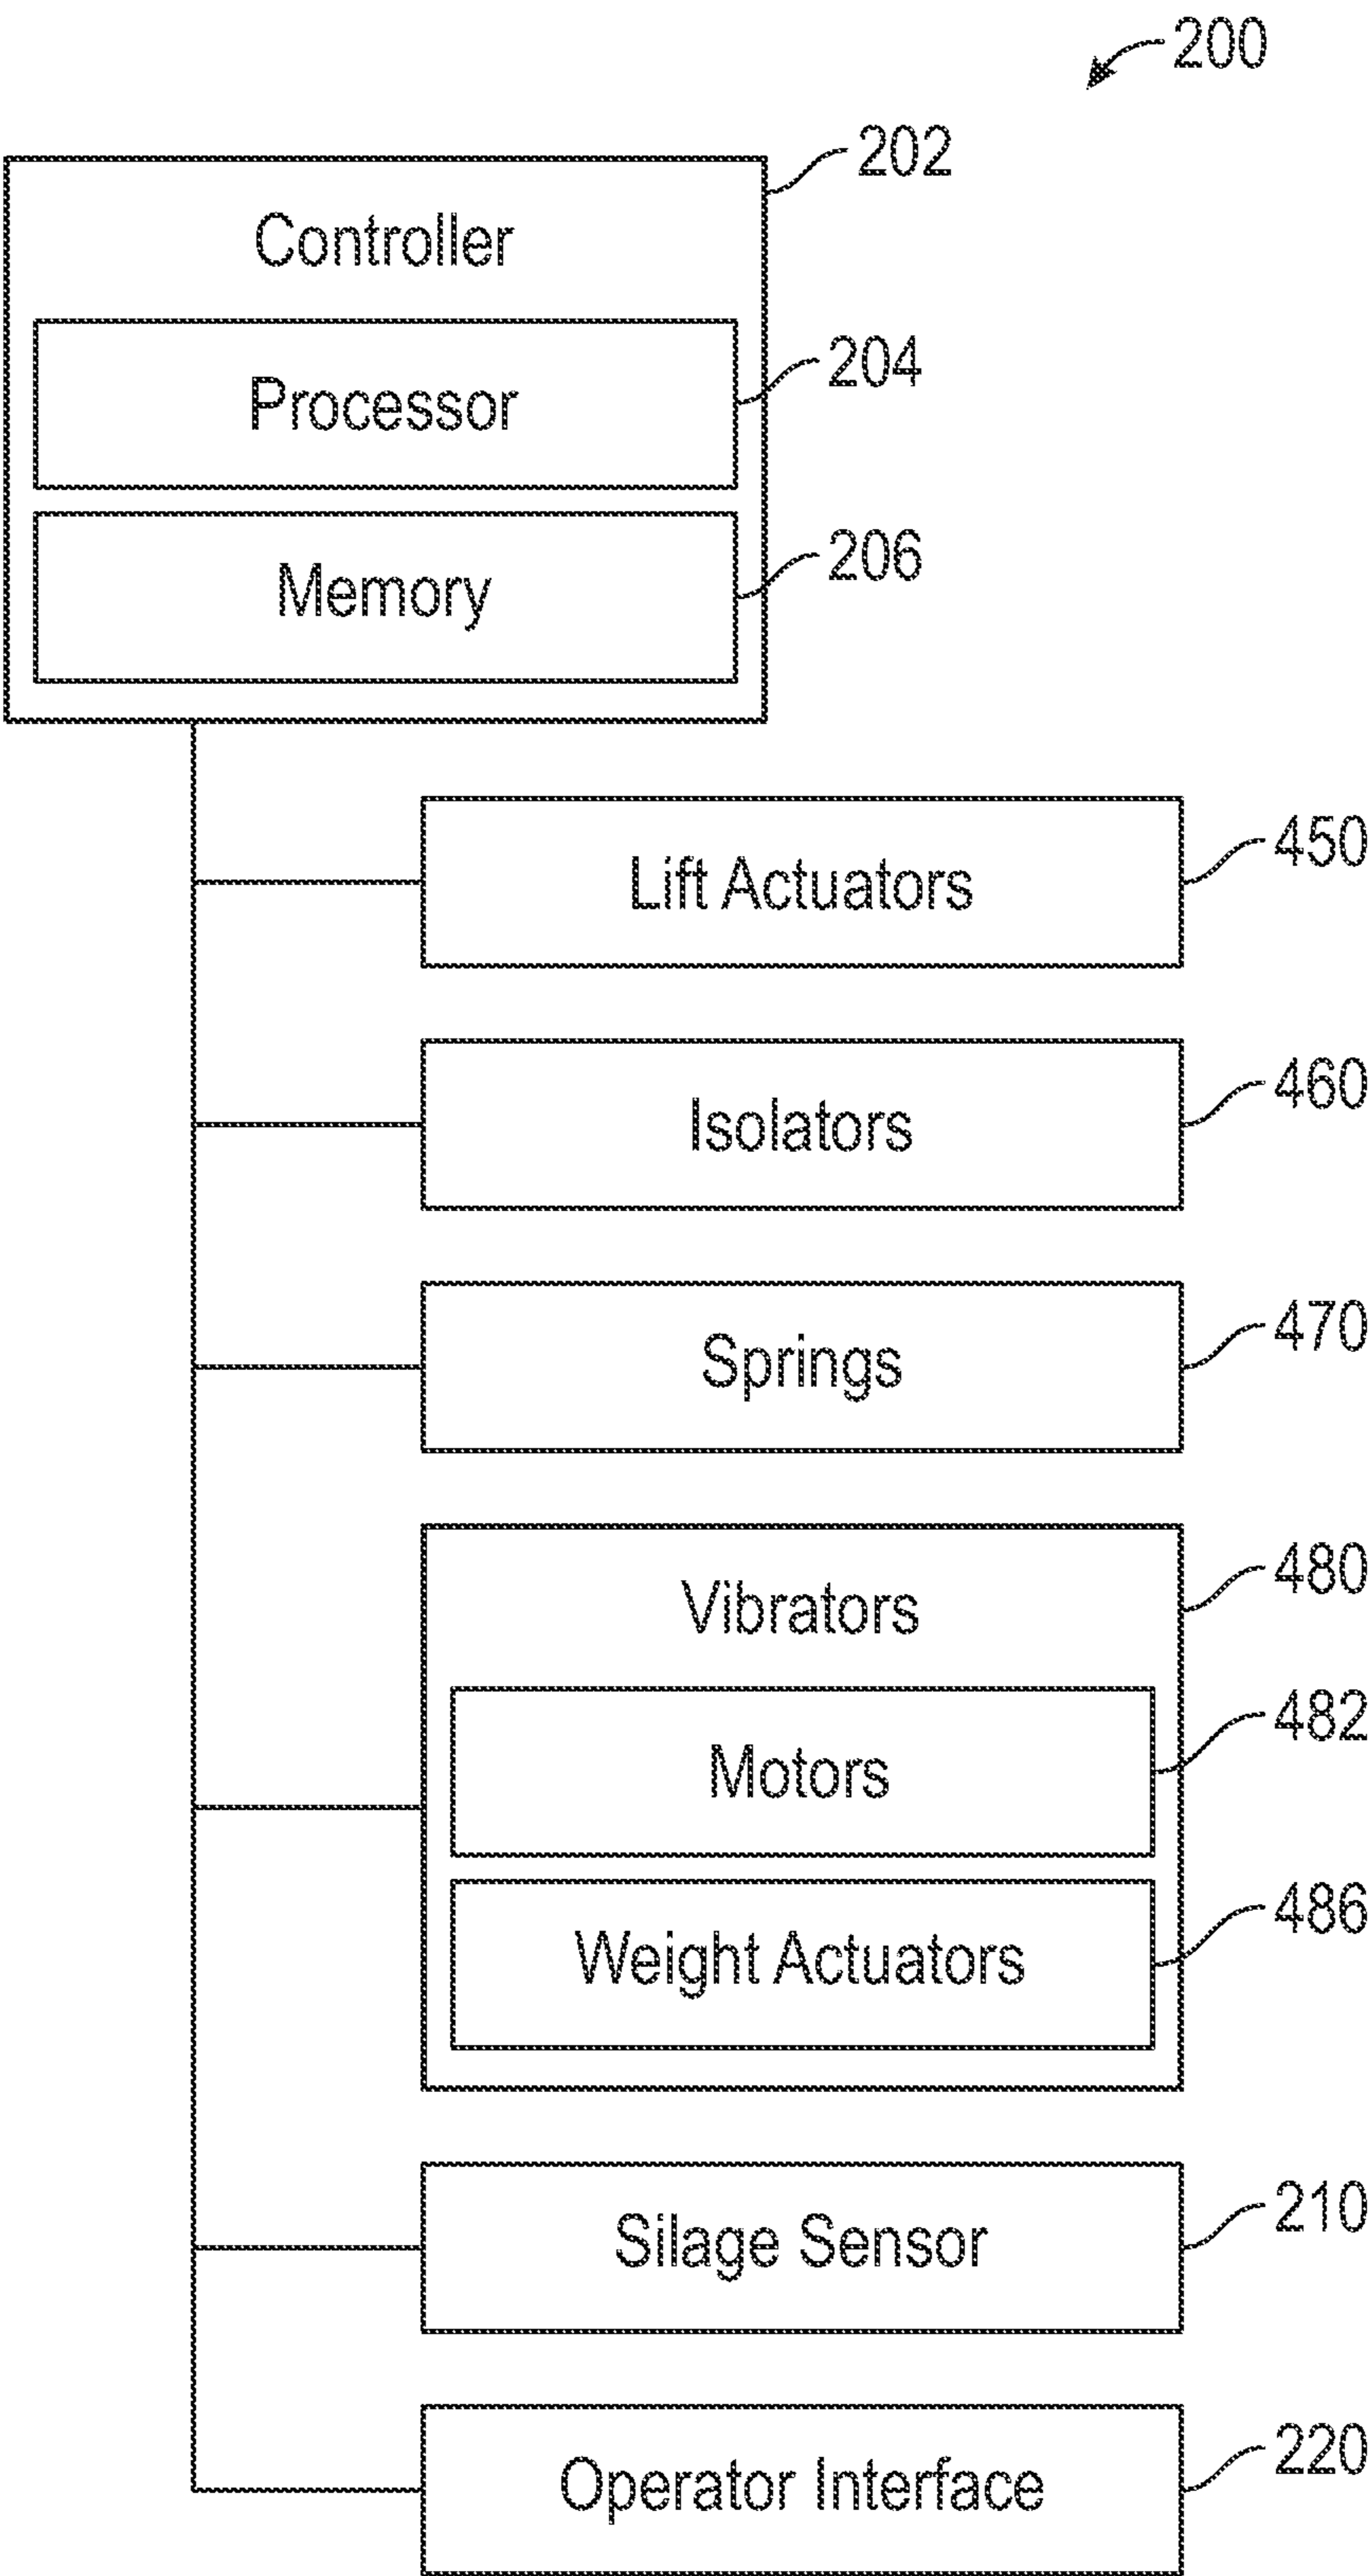 200
202
Controller
204
Processor
206
Memory
450
Lift Actuators
460
Isolators
470
Springs
480
Vibrators
482
Motors
486
Weight Actuators
210
Silage Sensor
220
Operator Interface